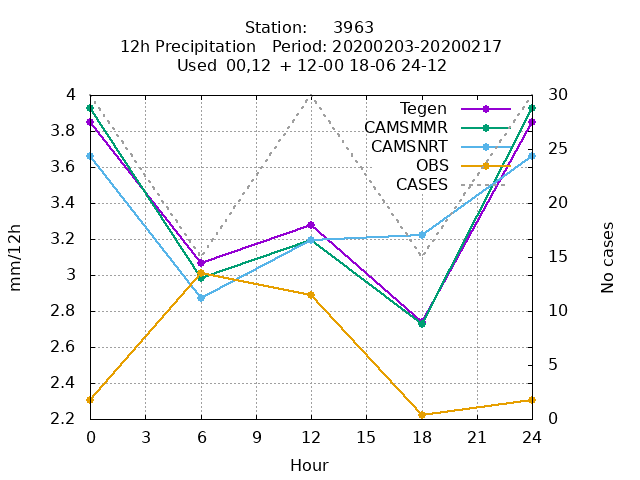 Station: 3963
12h Precipitation Period: 20200203-20200217
Used 00,12 + 12-00 18-06 24-12
Tegen
CAMSMMR
CAMSNRT
OBS
CASES
4
3.8
3.6
3.4
3.2
3
2.8
2.6
2.4
2.2
mm/12h
30
25
20
15
10
5
0
No cases
0 3 6 9 12 15 18 21 24
Hour